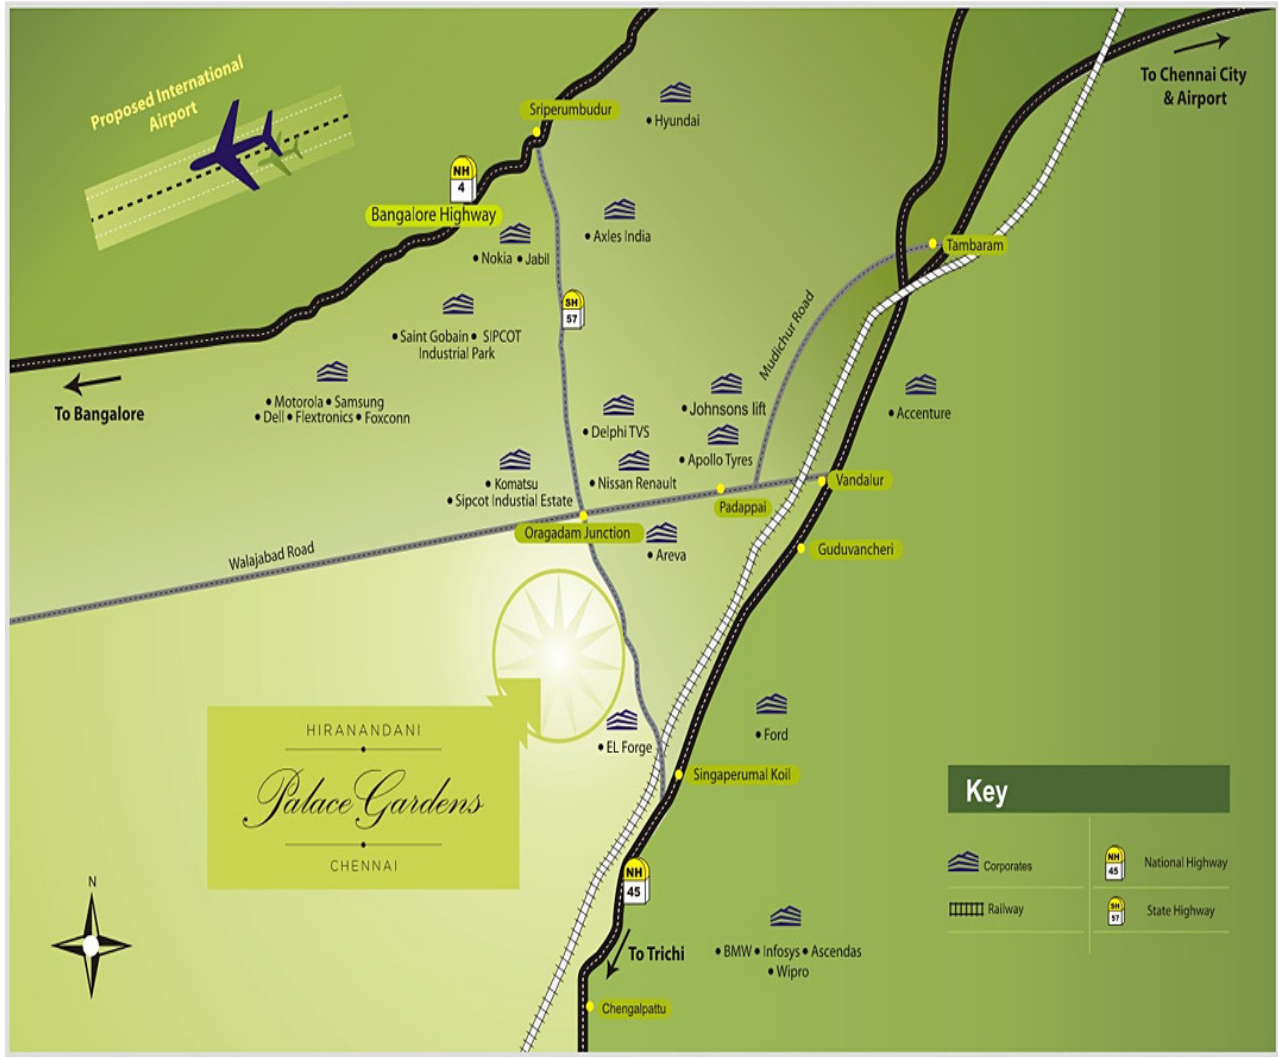 Proposed International
Airport
To Chennai City
& Airport
Sriperumbudur
• Hyundai
NH
4
Bangalore Highway
• Axles India
• Nokia • Jabil
Tambaram
SH
57
Mudichur Road
• Saint Gobain • SIPCOT
Industrial Park
To Bangalore
• Motorola • Samsung
• Dell • Flextronics • Foxconn
• Johnsons lift
• Accenture
• Delphi TVS
• Apollo Tyres
• Komatsu
• Sipcot Industial Estate
• Nissan Renault
Vandalur
Padappai
Oragadam Junction
Walajabad Road
• Areva
Guduvancheri
HIRANANDANI
Palace Gardens
CHENNAI
• EL Forge
• Ford
Singaperumal Koil
NH
45
To Trichi
• BMW • Infosys • Ascendas
• Wipro
Chengalpattu
N
Key
Corporates
NH
45
National Highway
Railway
SH
57
State Highway